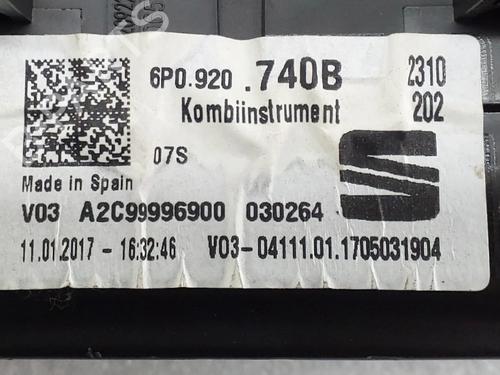 6P0.920 .740B 2310
Kombiinstrument 202
07S
Made in Spain
V03 A2C99996900 030264
11.01.2017 - 16:32:46 V03-04111.01.1705031904